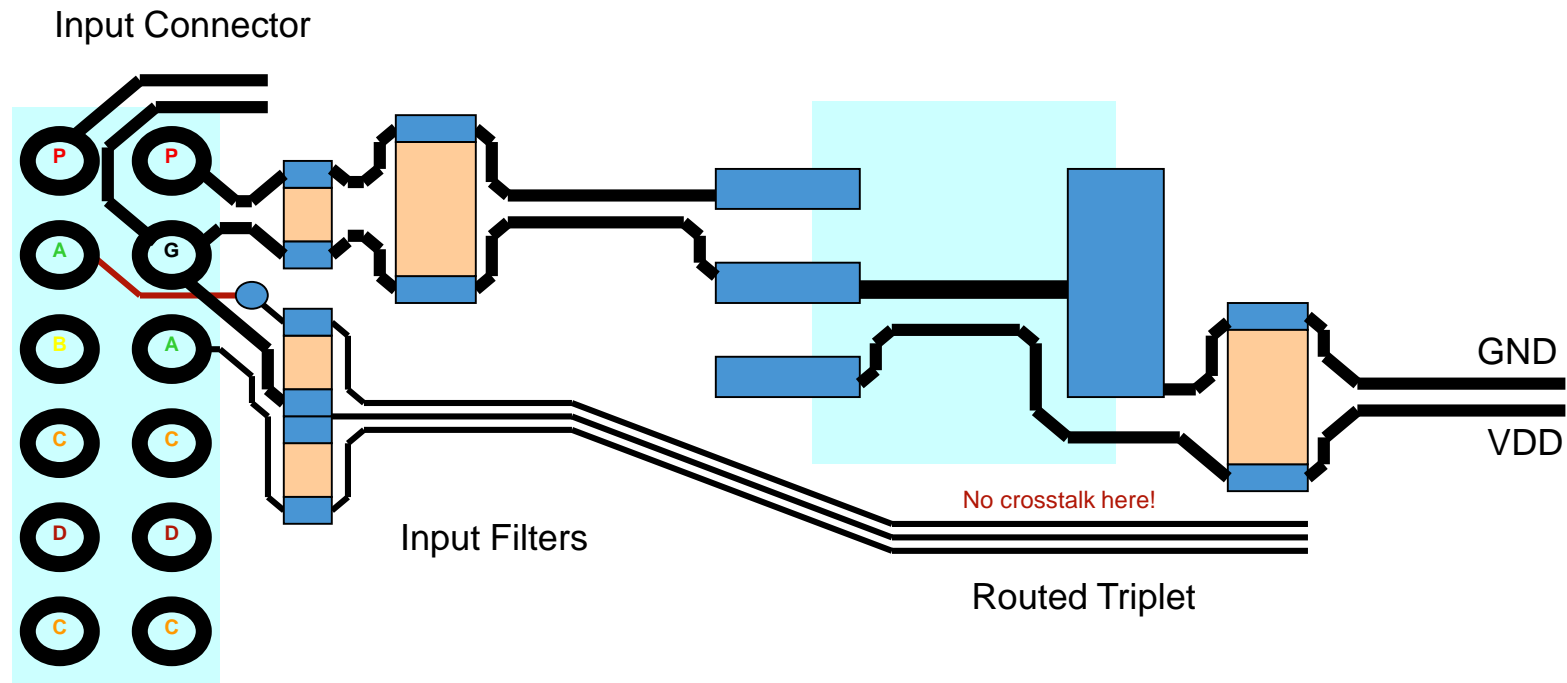 Input Connector
P P
A G
B A
C C
D D
C C
GND
VDD
No crosstalk here!
Input Filters
Routed Triplet